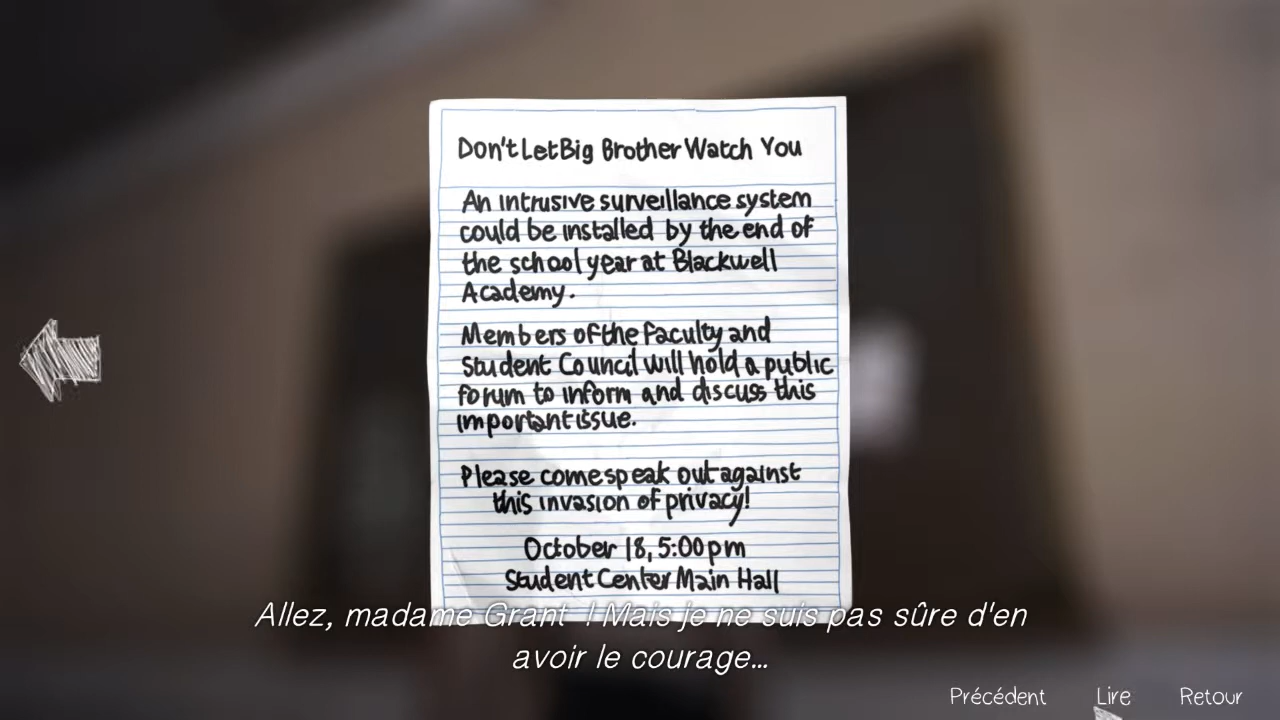 Don't Let Big Brother Watch You
An intrusive surveillance system
could be installed by the end of
the school year at Blackwell
Academy.
Members of the faculty and
Student Council will hold a public
forum to inform and discuss this
important issue.
Please come speak out against
this invasion of privacy!
October 18, 5:00pm
Student Center Main Hall
Allez, madame Grant ! Mais je ne suis pas sûre d'en
avoir le courage...
Précédent Lire Retour